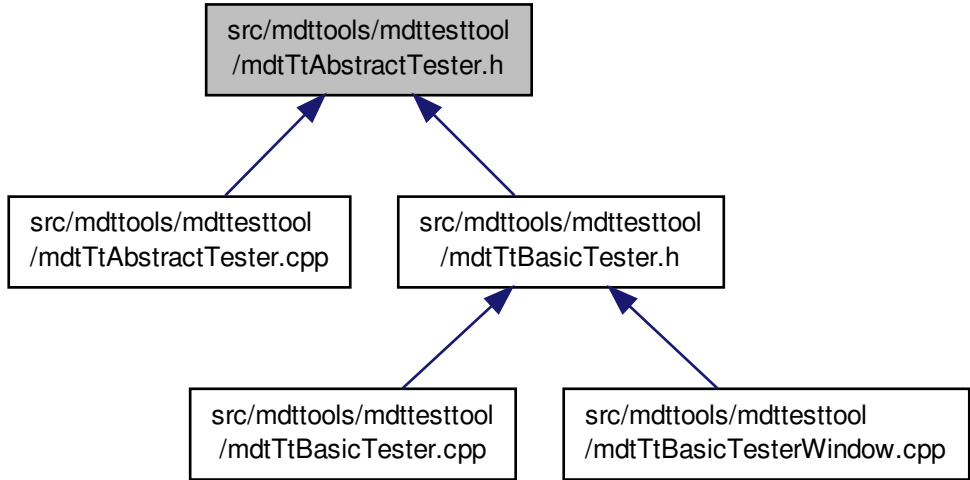 src/mdttools/mdttesttool
/mdtTtAbstractTester.h
src/mdttools/mdttesttool
/mdtTtAbstractTester.cpp
src/mdttools/mdttesttool
/mdtTtBasicTester.h
src/mdttools/mdttesttool
/mdtTtBasicTester.cpp
src/mdttools/mdttesttool
/mdtTtBasicTesterWindow.cpp